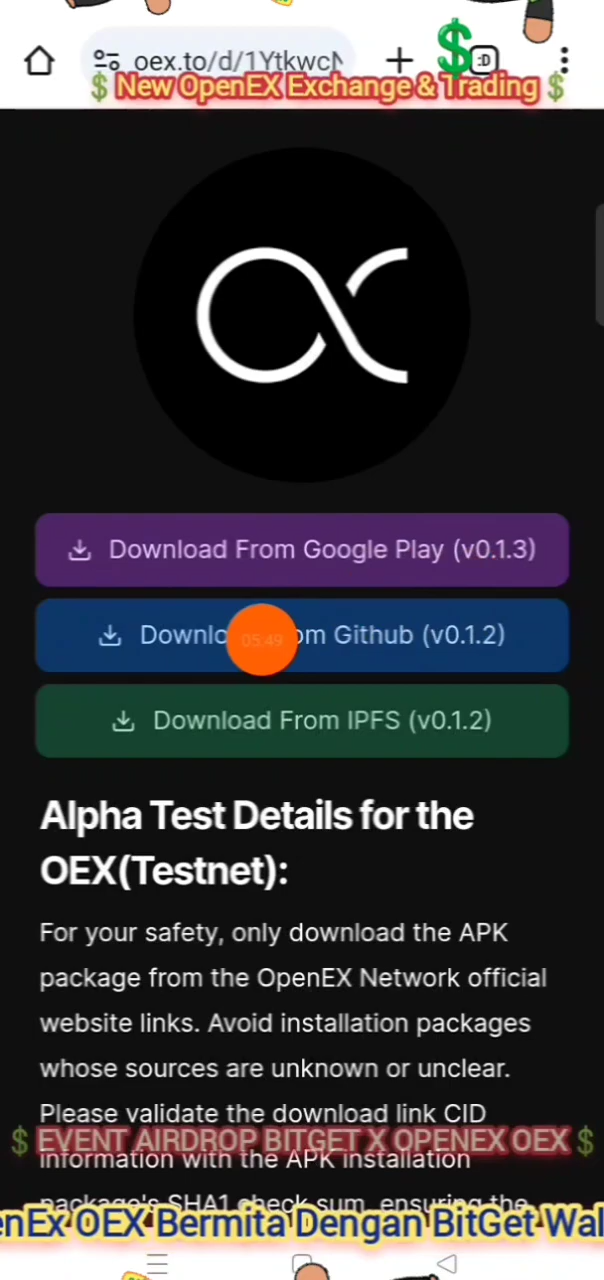 oex.to/d/1YtkwcN
:D
$ New OpenEX Exchange & Trading $
Download From Google Play (v0.1.3)
05:49
Github (v0.1.2)
Download From IPFS (v0.1.2)
Alpha Test Details for the
OEX(Testnet):
For your safety, only download the APK
package from the OpenEX Network official
website links. Avoid installation packages
whose sources are unknown or unclear.
Please validate the download link CID
$ EVENT AIRDROP BITGET X OPENEX OEX $
information with the APK installation
package's SHA1 check sum, ensuring the
OEX Bermita Dengan BitGet